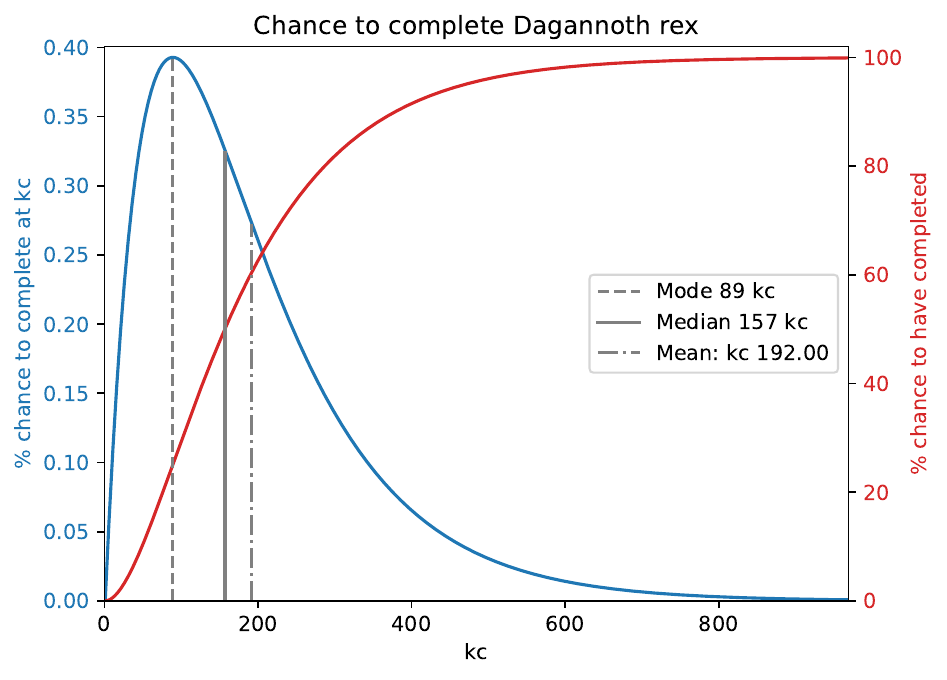 Chance to complete Dagannoth rex
% chance to complete at kc
0.40
0.35
0.30
0.25
0.20
0.15
0.10
0.05
0.00
100
80
60
40
20
0
% chance to have completed
Mode 89 kc
Median 157 kc
Mean: kc 192.00
0 200 400 600 800
kc